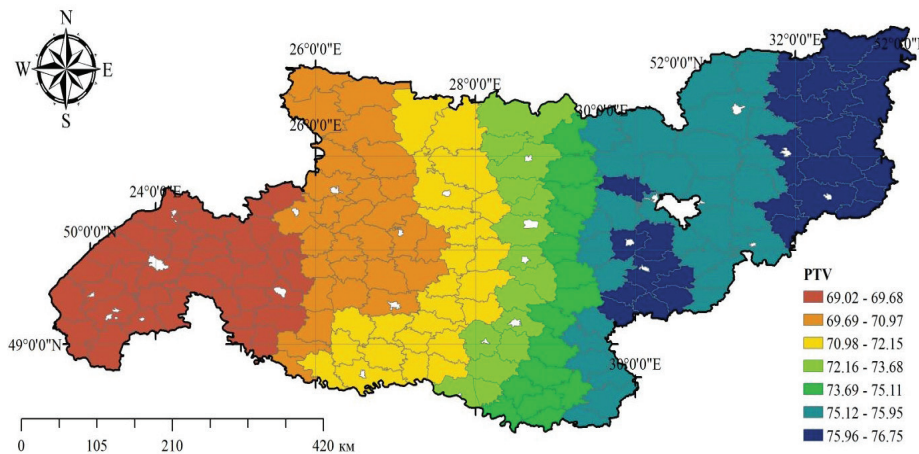 N
W E
S
26°0'0"E
32°0'0"E
52°0'0"N
52°0'0"N
28°0'0"E
30°0'0"E
26°0'0"E
24°0'0"E
50°0'0"N
49°0'0"N
30°0'0"E
PTV
69.02 - 69.68
69.69 - 70.97
70.98 - 72.15
72.16 - 73.68
73.69 - 75.11
75.12 - 75.95
75.96 - 76.75
0 105 210 420 км